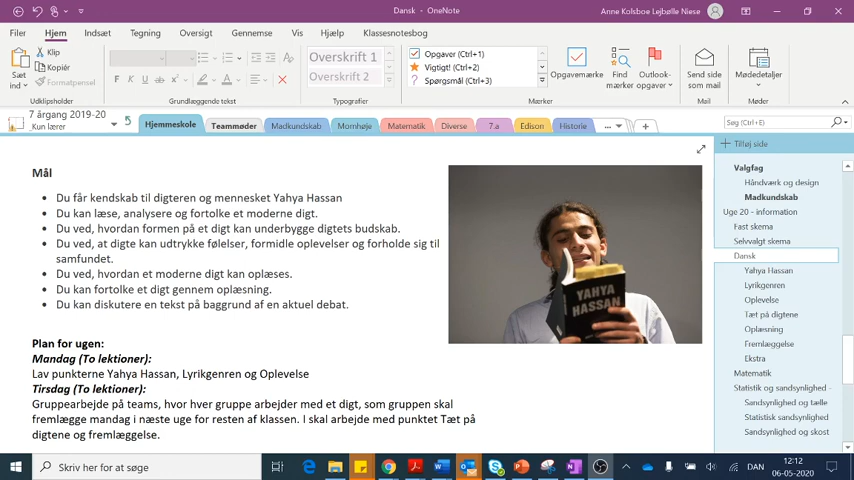 Dansk - OneNote
Anne Kolsboe Lejbølle Niese
Filer Hjem Indsæt Tegning Oversigt Gennemse Vis Hjælp Klassenotesbog
Sæt ind
Klip
Kopiér
Formatpensel
Udklipsholder
F K U ab x²
Grundlæggende tekst
Overskrift 1
Overskrift 2
Typografier
Opgaver (Ctrl+1)
Vigtigt! (Ctrl+2)
Spørgsmål (Ctrl+3)
Opgavemærke
Find mærker
Outlook-opgaver
Mærker
Send side som mail
Mail
Mødedetaljer
Møder
7 årgang 2019-20
_Kun lærer
Hjemmeskole Teammøder Madkundskab Mornhøje Matematik Diverse 7.a Edison Historie ...
Søg (Ctrl+E)
Tilføj side
Mål
Du får kendskab til digteren og mennesket Yahya Hassan
Du kan læse, analysere og fortolke et moderne digt.
Du ved, hvordan formen på et digt kan underbygge digtets budskab.
Du ved, at digte kan udtrykke følelser, formidle oplevelser og forholde sig til
samfundet.
Du ved, hvordan et moderne digt kan oplæses.
Du kan fortolke et digt gennem oplæsning.
Du kan diskutere en tekst på baggrund af en aktuel debat.
YAHYA
HASSAN
Plan for ugen:
Mandag (To lektioner):
Lav punkterne Yahya Hassan, Lyrikgenren og Oplevelse
Tirsdag (To lektioner):
Gruppearbejde på teams, hvor hver gruppe arbejder med et digt, som gruppen skal
fremlægge mandag i næste uge for resten af klassen. I skal arbejde med punktet Tæt på
digtene og fremlæggelse.
Valgfag
Håndværk og design
Madkundskab
Uge 20 - information
Fast skema
Selvvalgt skema
Dansk
Yahya Hassan
Lyrikgenren
Oplevelse
Tæt på digtene
Oplæsning
Fremlæggelse
Ekstra
Matematik
Statistik og sandsynlighed -
Sandsynlighed og tælle
Statistisk sandsynlighed
Sandsynlighed og skost
Skriv her for at søge
DAN
12:12
06-05-2020